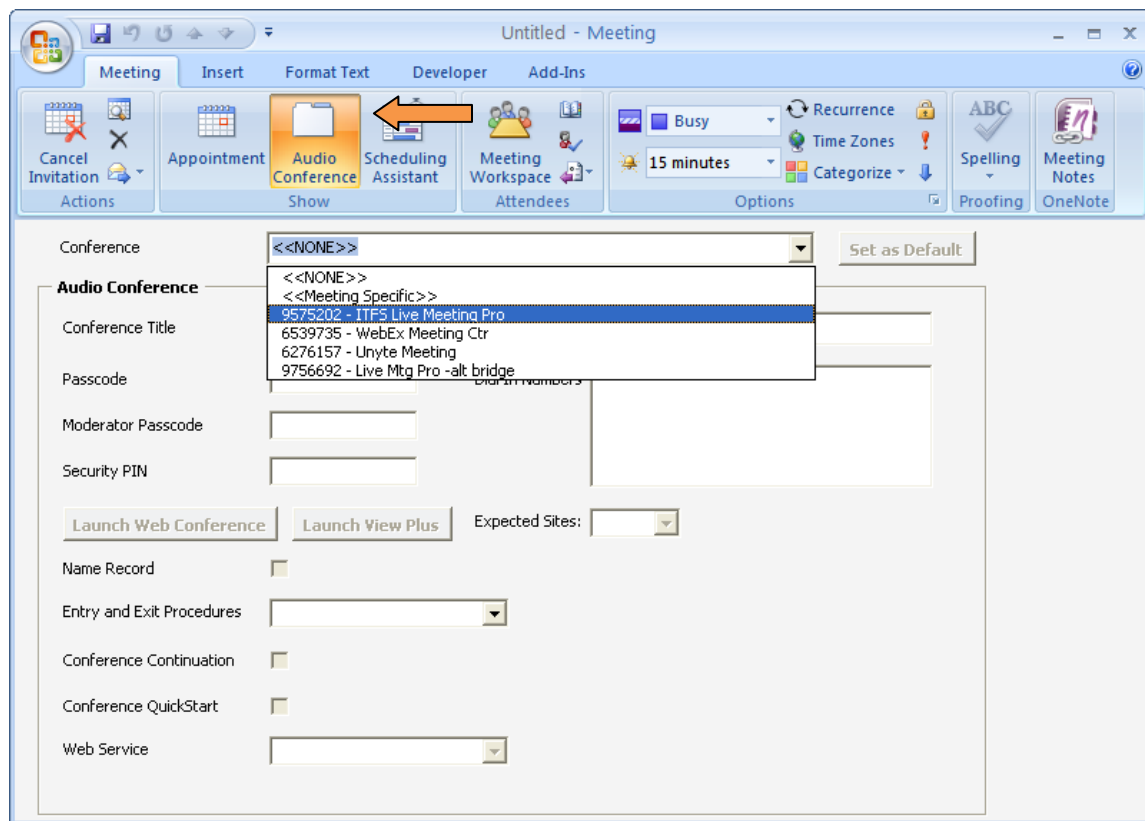 Untitled - Meeting
Meeting Insert Format Text Developer Add-Ins
Cancel Invitation
Appointment
Audio Conference
Scheduling Assistant
Meeting Workspace
Busy
15 minutes
Recurrence
Time Zones
Categorize
ABC
Spelling
Meeting Notes
Actions Show Attendees Options Proofing OneNote
Conference <<NONE>> Set as Default
<<NONE>>
<<Meeting Specific>>
9575202 - ITFS Live Meeting Pro
6539735 - WebEx Meeting Ctr
6276157 - Unyte Meeting
9756692 - Live Mtg Pro -alt bridge
Audio Conference
Conference Title
Passcode
Dial In Numbers
Moderator Passcode
Security PIN
Launch Web Conference Launch View Plus Expected Sites:
Name Record
Entry and Exit Procedures
Conference Continuation
Conference QuickStart
Web Service